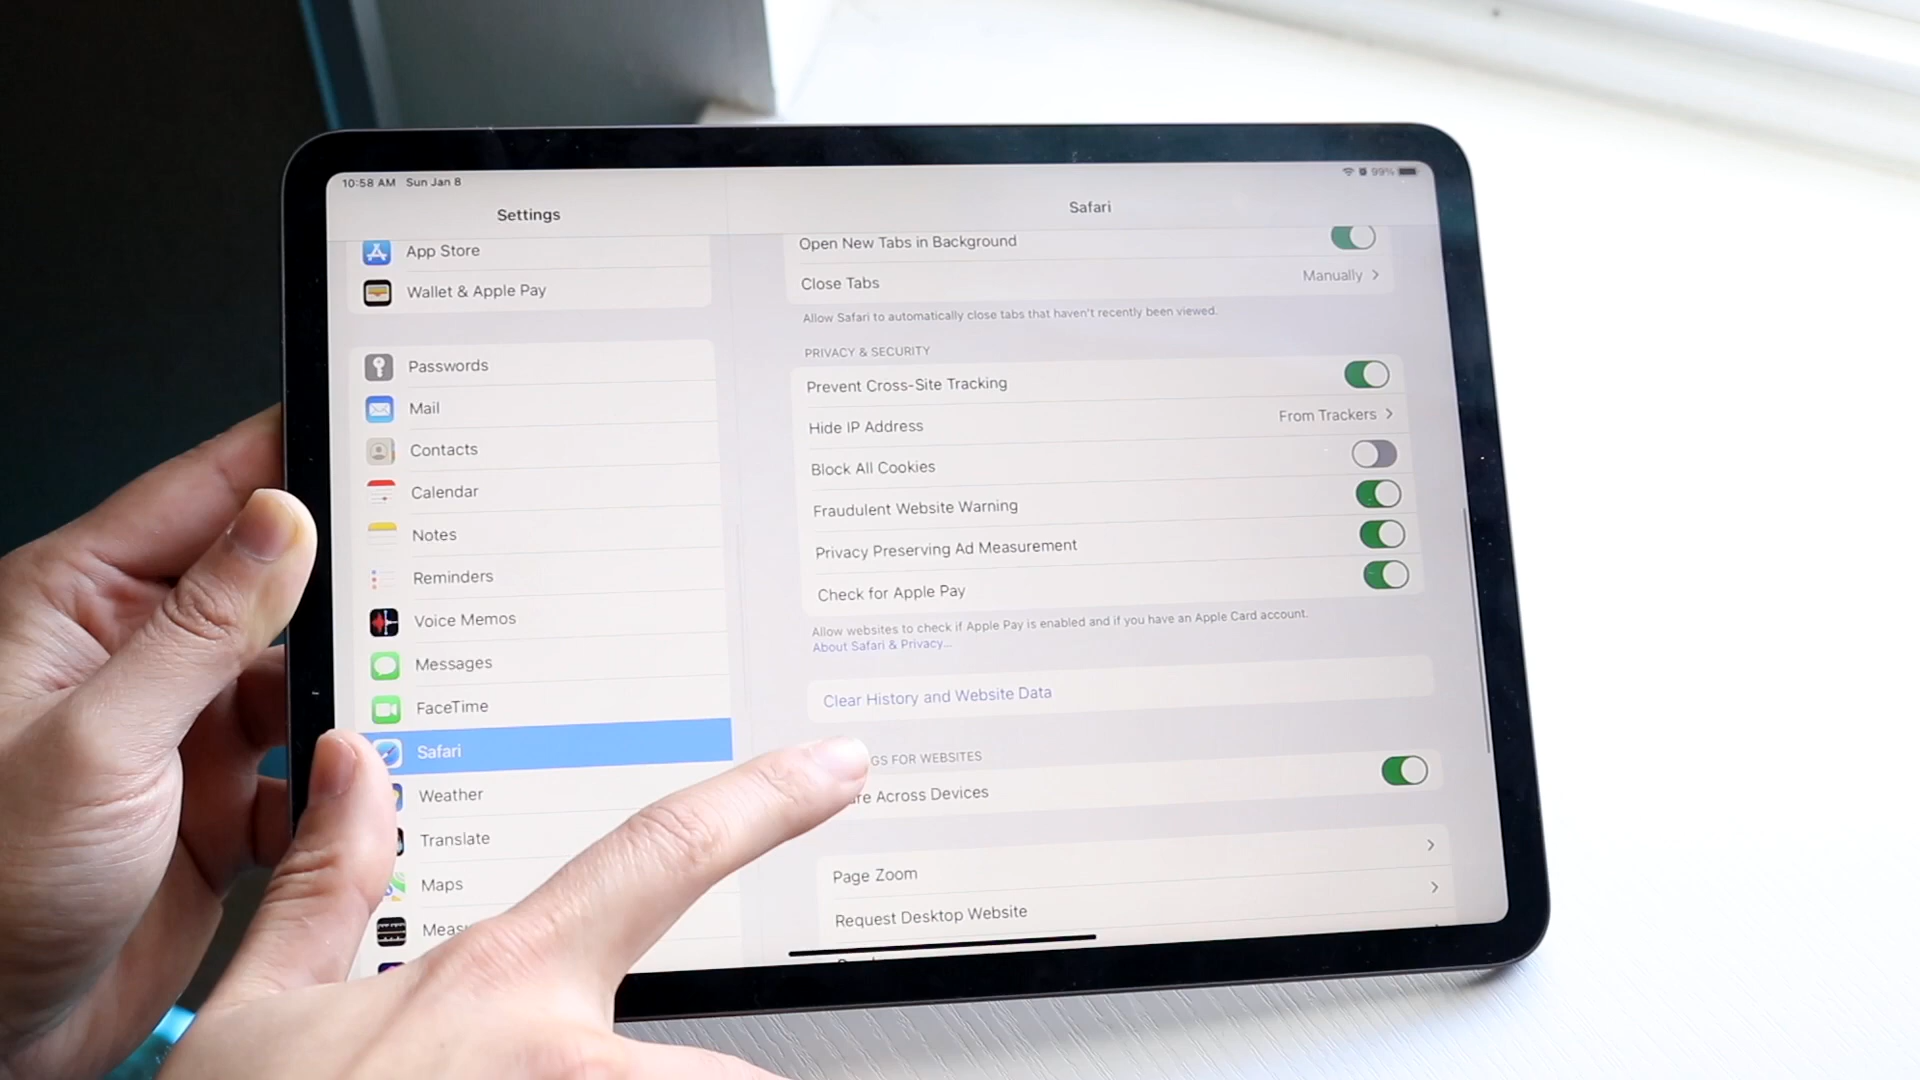 10:58 AM Sun Jan 8
99%
Settings
App Store
Wallet & Apple Pay
Passwords
Mail
Contacts
Calendar
Notes
Reminders
Voice Memos
Messages
FaceTime
Safari
Weather
Translate
Maps
Meas
Safari
Open New Tabs in Background
Close Tabs
Manually
Allow Safari to automatically close tabs that haven't recently been viewed.
PRIVACY & SECURITY
Prevent Cross-Site Tracking
Hide IP Address
From Trackers
Block All Cookies
Fraudulent Website Warning
Privacy Preserving Ad Measurement
Check for Apple Pay
Allow websites to check if Apple Pay is enabled and if you have an Apple Card account.
About Safari & Privacy...
Clear History and Website Data
GS FOR WEBSITES
re Across Devices
Page Zoom
Request Desktop Website